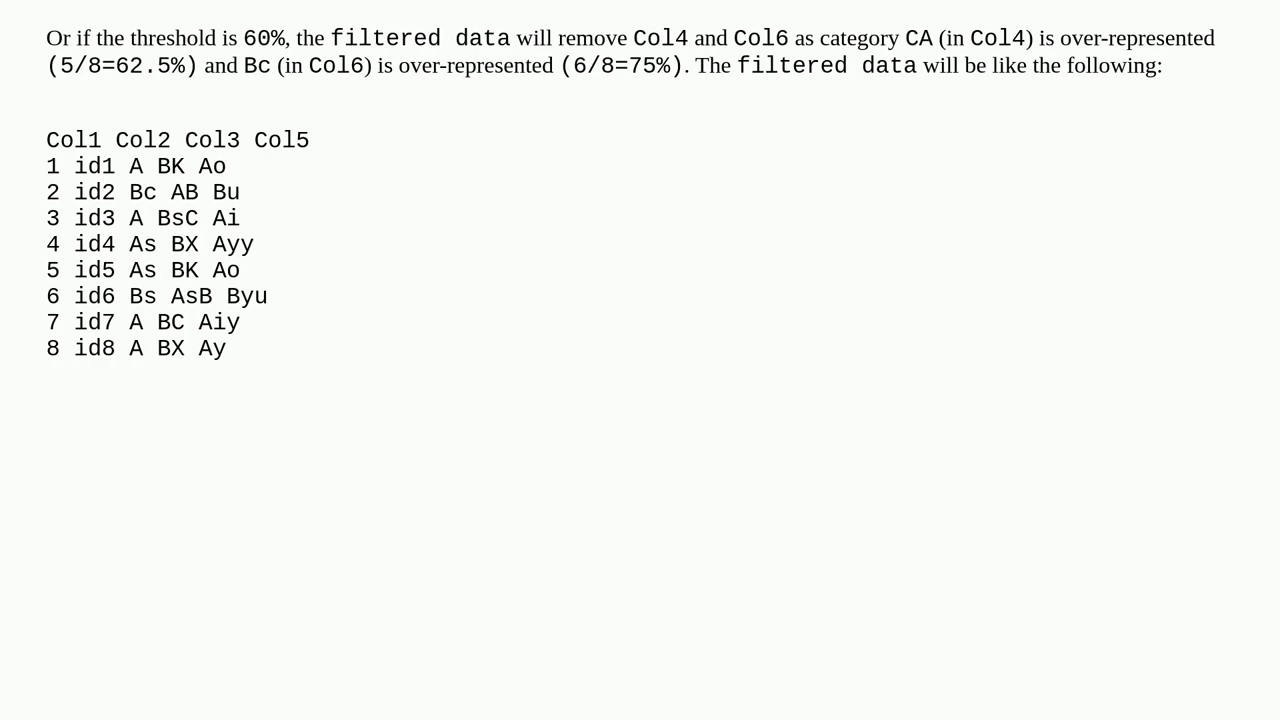 Or if the threshold is 60%, the filtered data will remove Col4 and Col6 as category CA (in Col4) is over-represented
(5/8=62.5%) and Bc (in Col6) is over-represented (6/8=75%). The filtered data will be like the following:
Col1 Col2 Col3 Col5
1 id1 A BK Ao
2 id2 Bc AB Bu
3 id3 A BsC Ai
4 id4 As BX Ayy
5 id5 As BK Ao
6 id6 Bs AsB Byu
7 id7 A BC Aiy
8 id8 A BX Ay